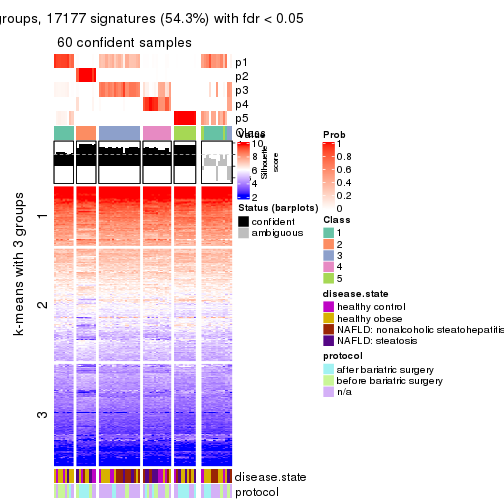 groups, 17177 signatures (54.3%) with fdr < 0.05
60 confident samples
p1
p2
p3
p4
p5
Class
Silhouette
score
k-means with 3 groups
1
2
3
disease.state
protocol
Value
10
8
6
4
2
Status (barplots)
confident
ambiguous
Prob
1
0.8
0.6
0.4
0.2
0
Class
1
2
3
4
5
disease.state
healthy control
healthy obese
NAFLD: nonalcoholic steatohepatitis
NAFLD: steatosis
protocol
after bariatric surgery
before bariatric surgery
n/a